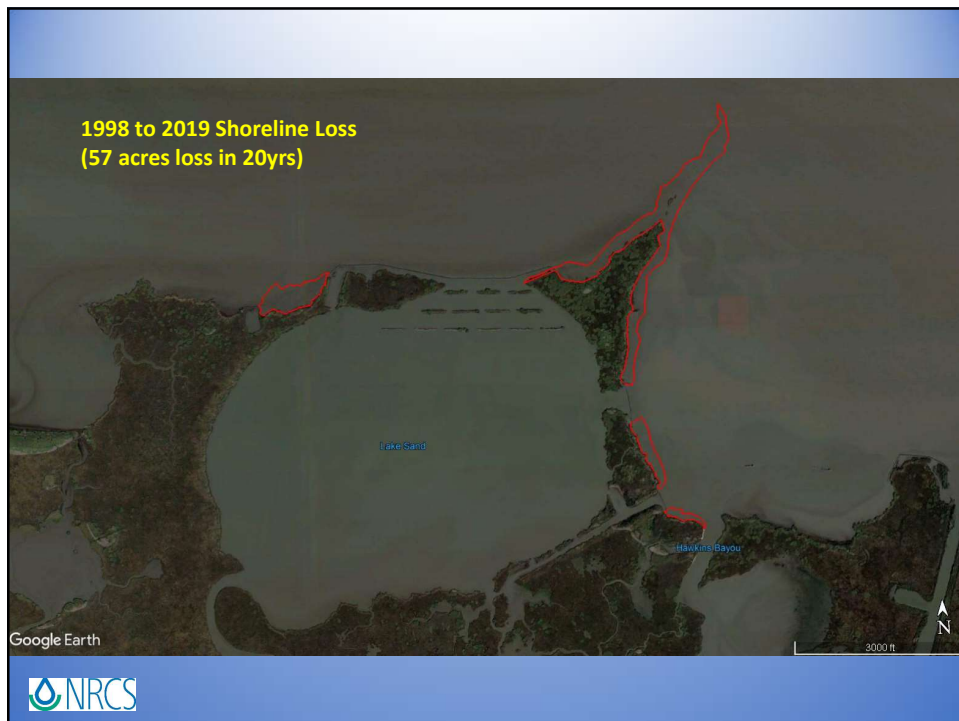 1998 to 2019 Shoreline Loss
(57 acres loss in 20yrs)
Lake Sand
Hawkins Bayou
Google Earth
N
3000 ft
NRCS